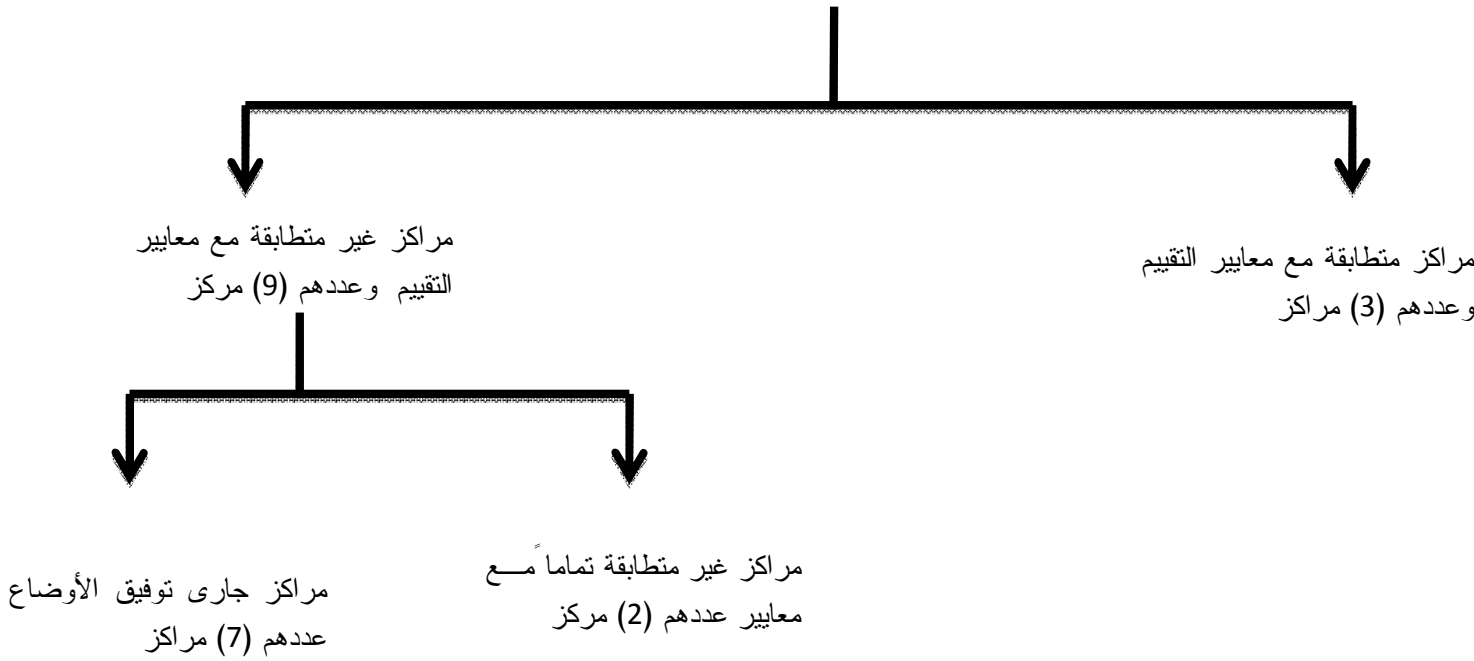 مراكز متطابقة مع معايير التقييم
وعددهم (3) مراكز
مراكز غير متطابقة مع معايير
التقييم وعددهم (9) مركز
مراكز غير متطابقة تماما ً مـــع
معايير عددهم (2) مركز
مراكز جارى توفيق الأوضاع
عددهم (7) مراكز